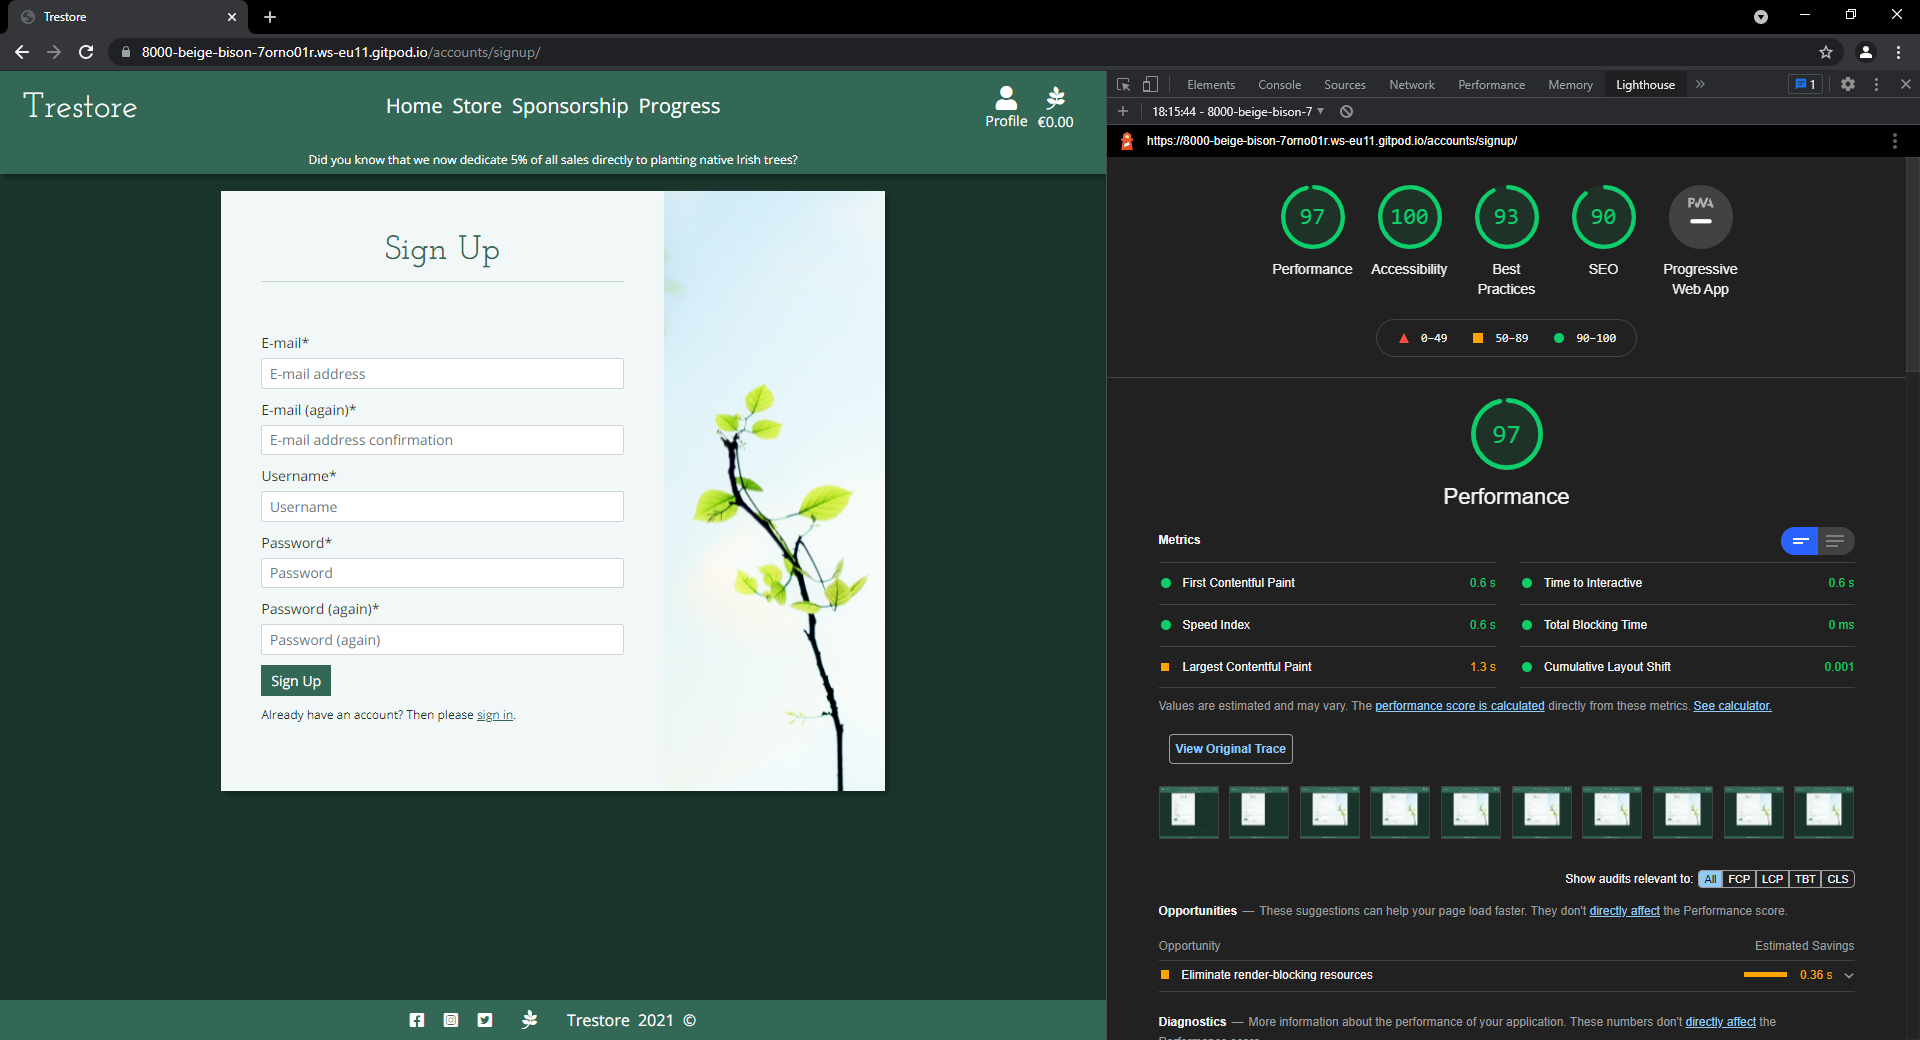 Trestore
8000-beige-bison-7orno01r.ws-eu11.gitpod.io/accounts/signup/
Trestore
Home Store Sponsorship Progress
Profile €0.00
Did you know that we now dedicate 5% of all sales directly to planting native Irish trees?
Sign Up
E-mail*
E-mail address
E-mail (again)*
E-mail address confirmation
Username*
Username
Password*
Password
Password (again)*
Password (again)
Sign Up
Already have an account? Then please sign in.
Trestore 2021 ©
Elements Console Sources Network Performance Memory Lighthouse » 1
18:15:44 - 8000-beige-bison-7
https://8000-beige-bison-7orno01r.ws-eu11.gitpod.io/accounts/signup/
97 100 93 90 PWA
Performance Accessibility Best Practices SEO Progressive Web App
0–49 50–89 90–100
97
Performance
Metrics
First Contentful Paint 0.6 s
Time to Interactive 0.6 s
Speed Index 0.6 s
Total Blocking Time 0 ms
Largest Contentful Paint 1.3 s
Cumulative Layout Shift 0.001
Values are estimated and may vary. The performance score is calculated directly from these metrics. See calculator.
View Original Trace
Show audits relevant to: All FCP LCP TBT CLS
Opportunities — These suggestions can help your page load faster. They don't directly affect the Performance score.
Opportunity Estimated Savings
Eliminate render-blocking resources 0.36 s
Diagnostics — More information about the performance of your application. These numbers don't directly affect the